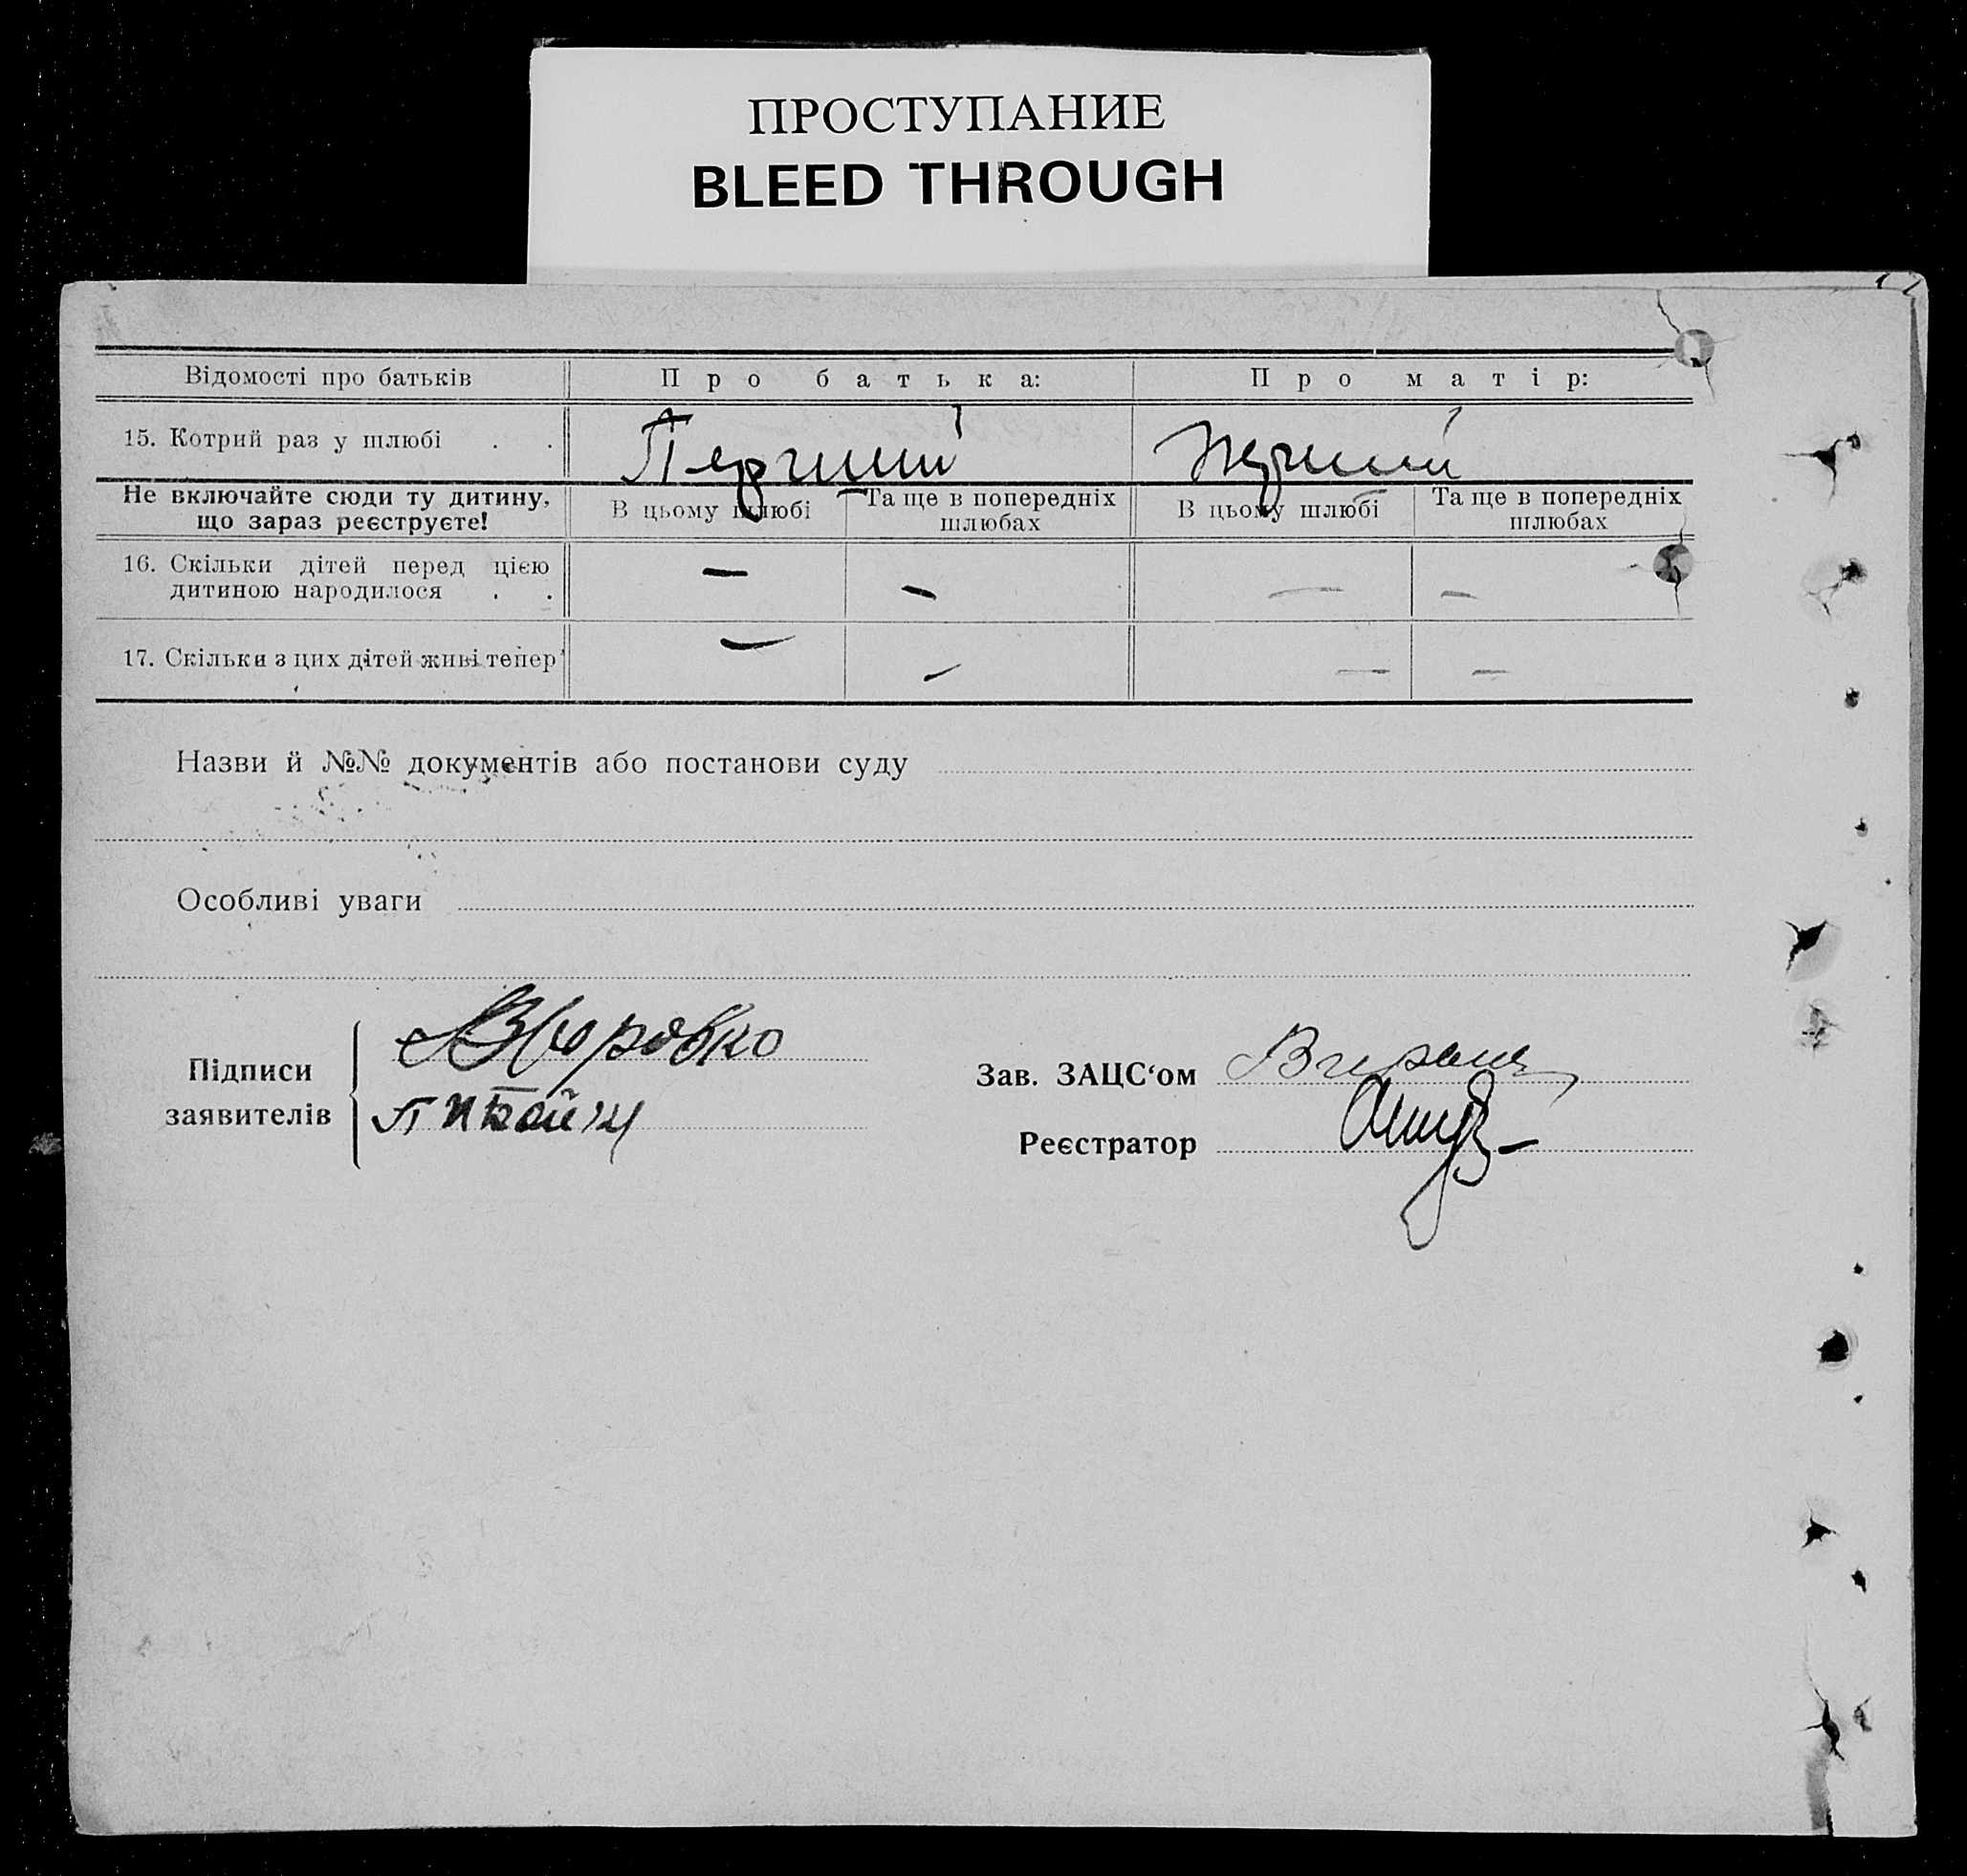 ПРОСТУПАНИЕ
BLEED THROUGH
Відомості про батьків
Про батька:
Про матір:
15. Котрий раз у шлюбі . .
Перший
Перший
Не включайте сюди ту дитину, що зараз реєструєте!
В цьому шлюбі
Та ще в попередніх шлюбах
В цьому шлюбі
Та ще в попередніх шлюбах
16. Скільки дітей перед цією дитиною народилося . .
—
—
—
—
17. Скільки з цих дітей живі тепер
—
—
—
—
Назви й №№ документів або постанови суду
Особливі уваги
Підписи заявителів
Зав. ЗАЦС‘ом
Реєстратор